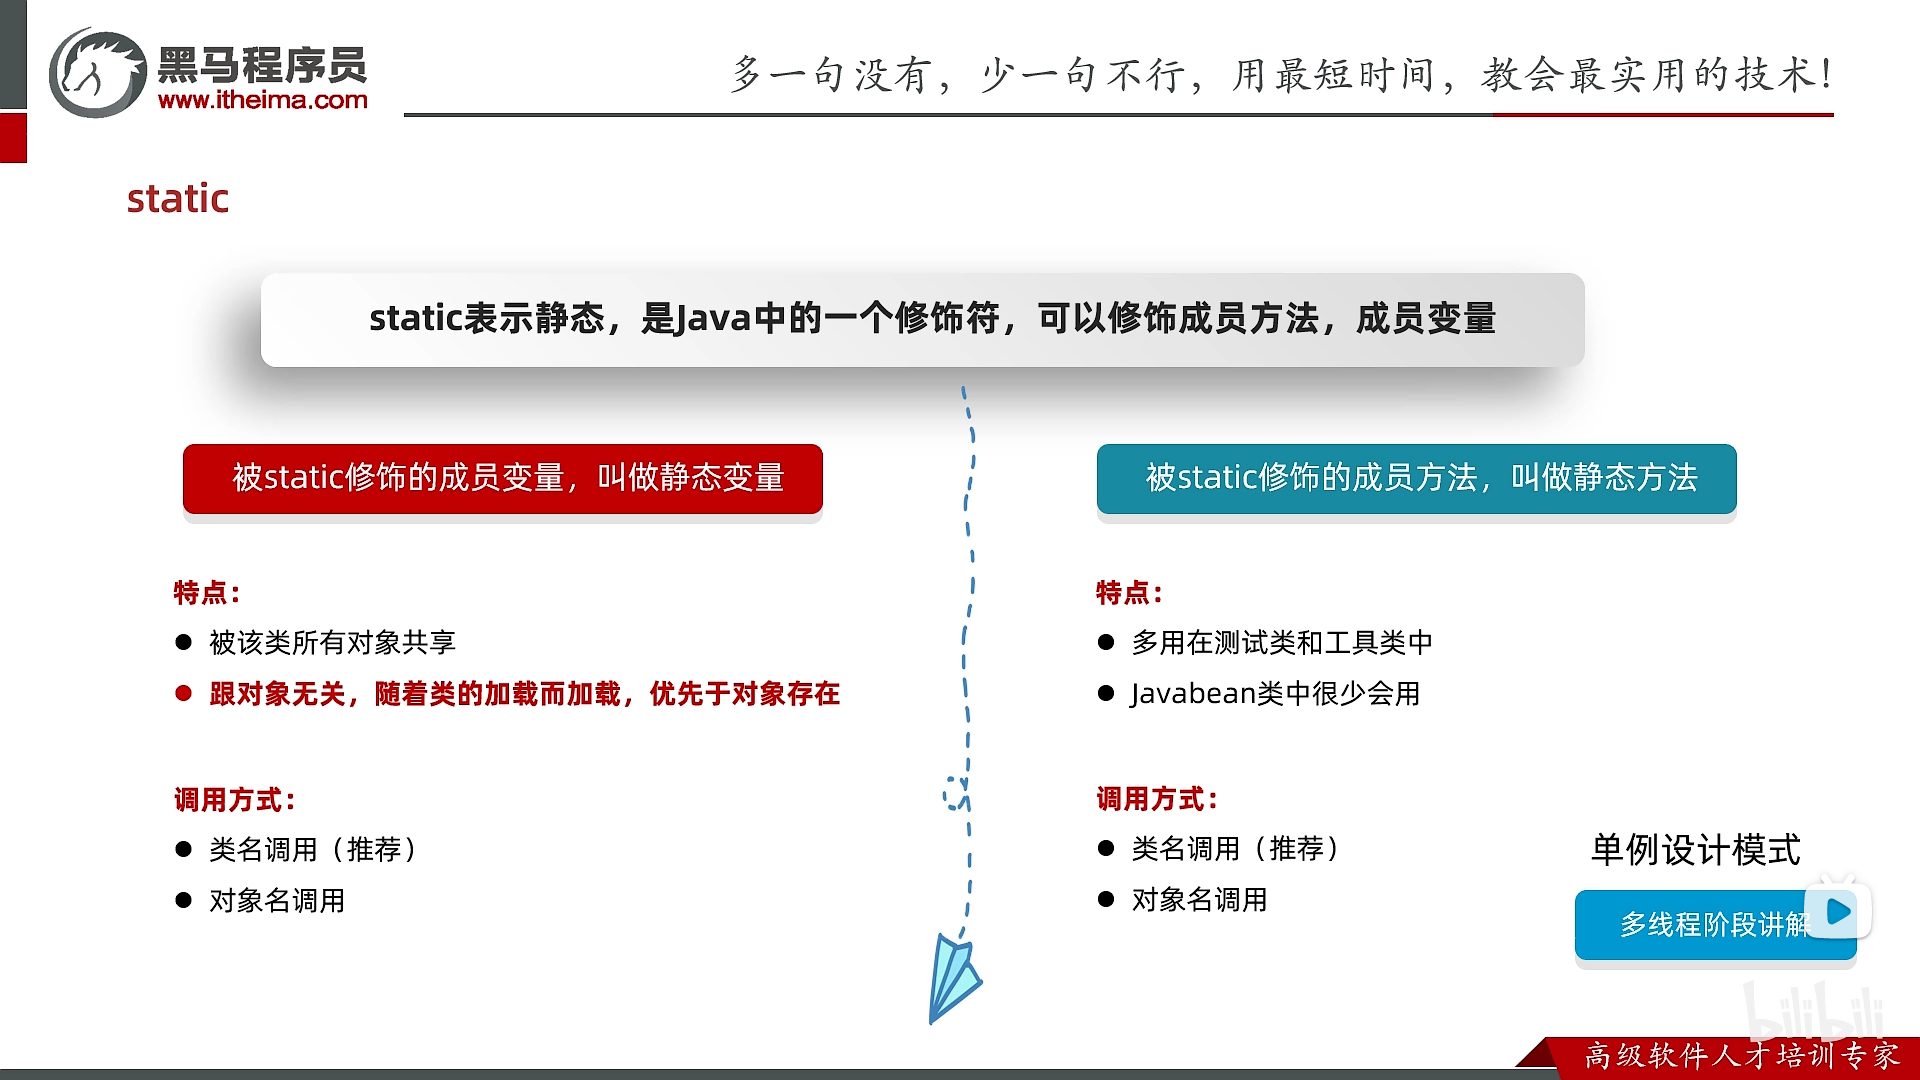 黑马程序员
www.itheima.com
多一句没有，少一句不行，用最短时间，教会最实用的技术！
static
static表示静态，是Java中的一个修饰符，可以修饰成员方法，成员变量
被static修饰的成员变量，叫做静态变量
特点：
● 被该类所有对象共享
● 跟对象无关，随着类的加载而加载，优先于对象存在
调用方式：
● 类名调用（推荐）
● 对象名调用
被static修饰的成员方法，叫做静态方法
特点：
● 多用在测试类和工具类中
● Javabean类中很少会用
调用方式：
● 类名调用（推荐）
● 对象名调用
单例设计模式
多线程阶段讲解
bilibili
高级软件人才培训专家